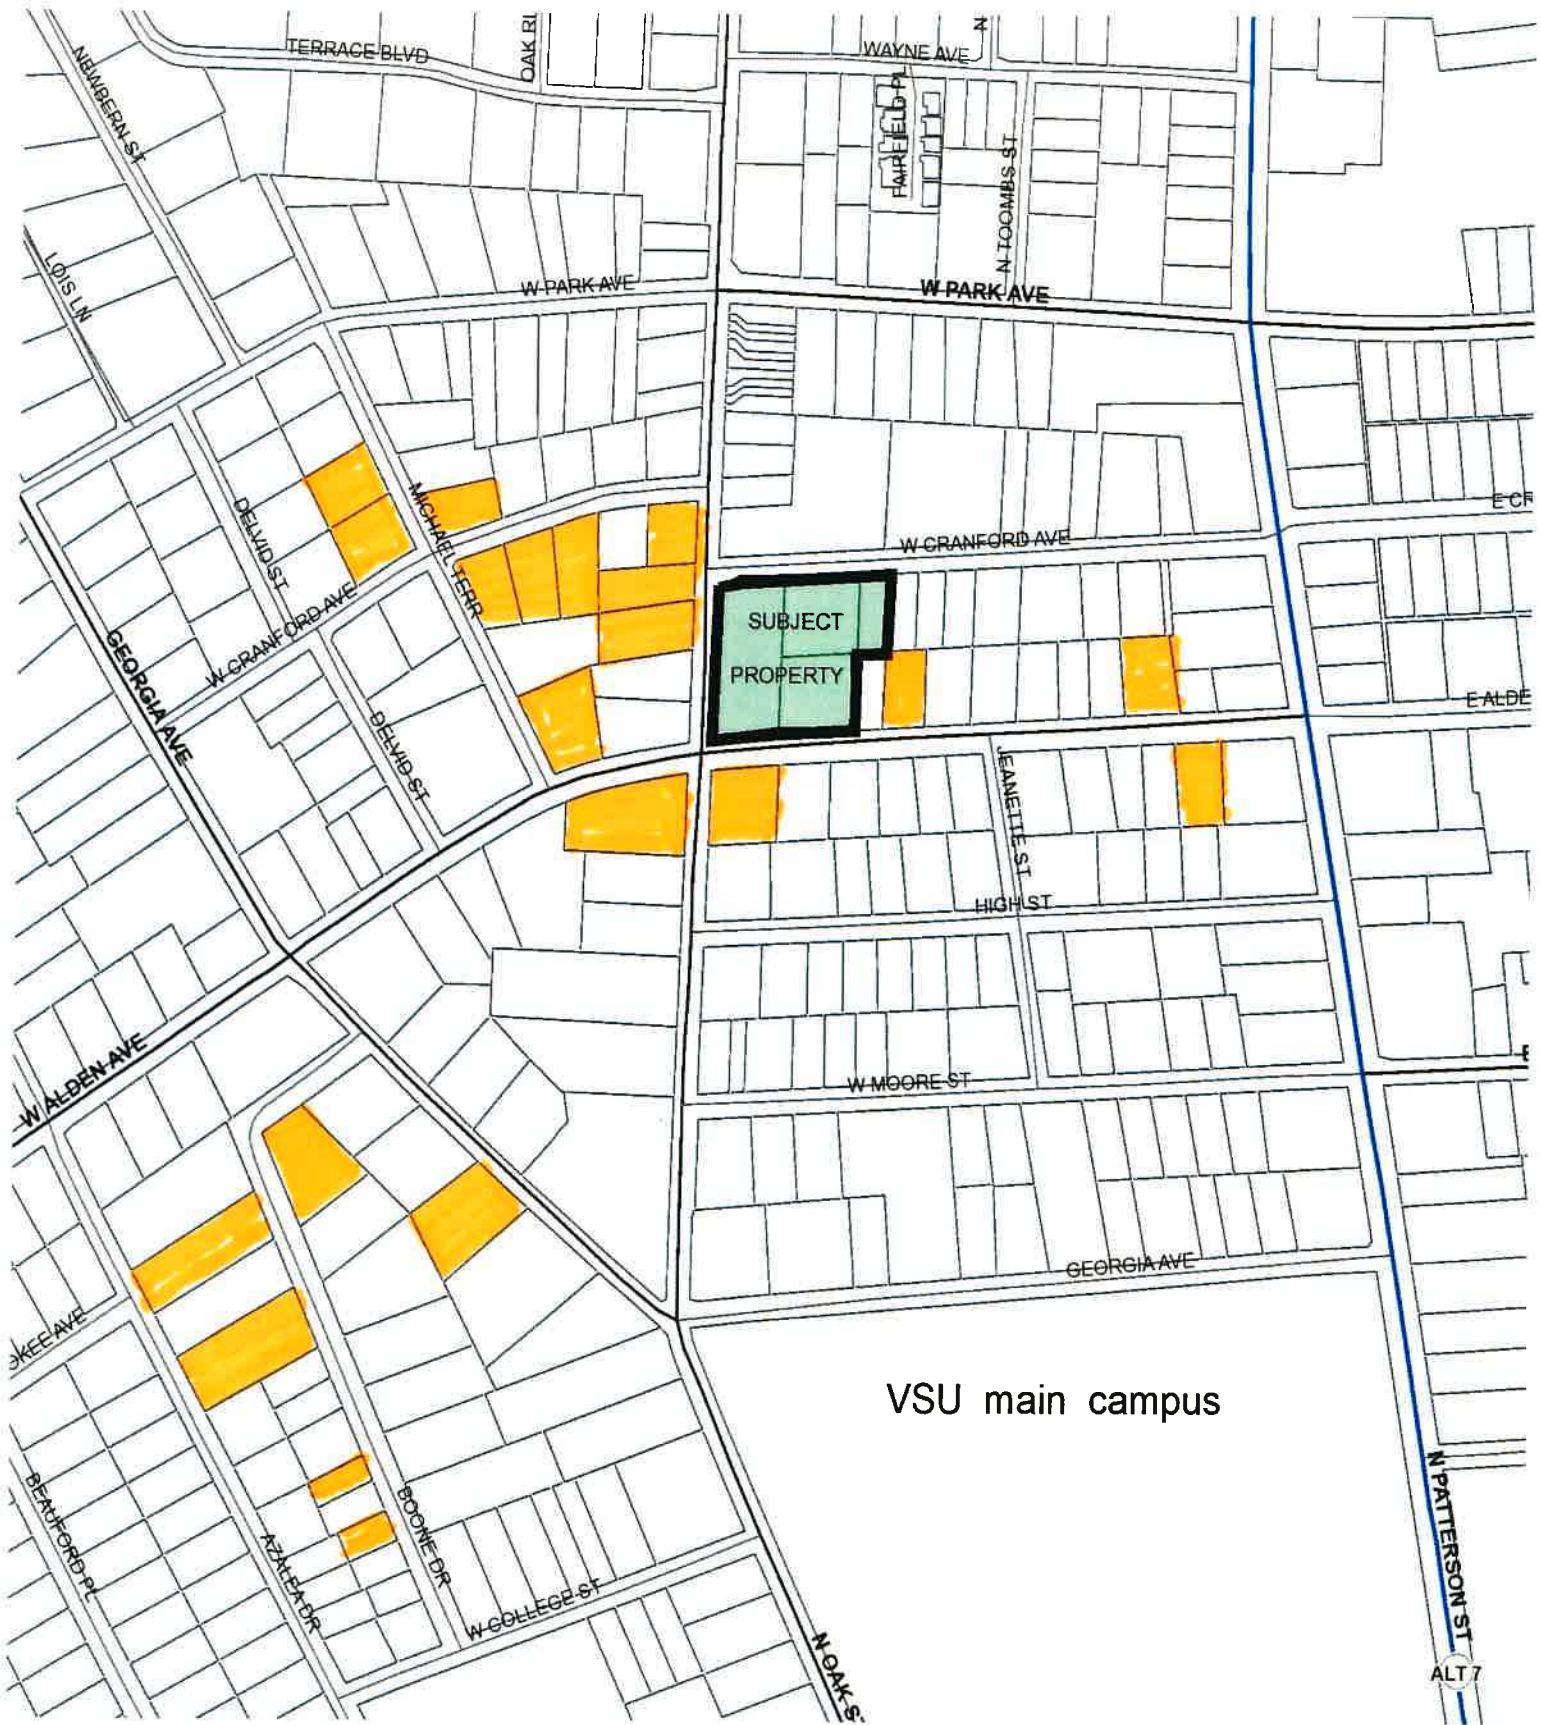 TERRACE BLVD
OAK
WAYNE AVE
N
NEWBERN ST
FAIRFIELD PL
N TOOMBS ST
LOIS LN
W PARK AVE
W PARK AVE
MICHAEL TERR
DELVID ST
E CR
W CRANFORD AVE
W CRANFORD AVE
SUBJECT
PROPERTY
GEORGIA AVE
E ALDE
DELVID ST
JEANETTE ST
HIGH ST
W ALDEN AVE
W MOORE ST
GEORGIA AVE
OKEE AVE
VSU main campus
BEAUFORD PL
AZALEA DR
BOONE DR
W COLLEGE ST
N OAK S
N PATTERSON ST
ALT 7